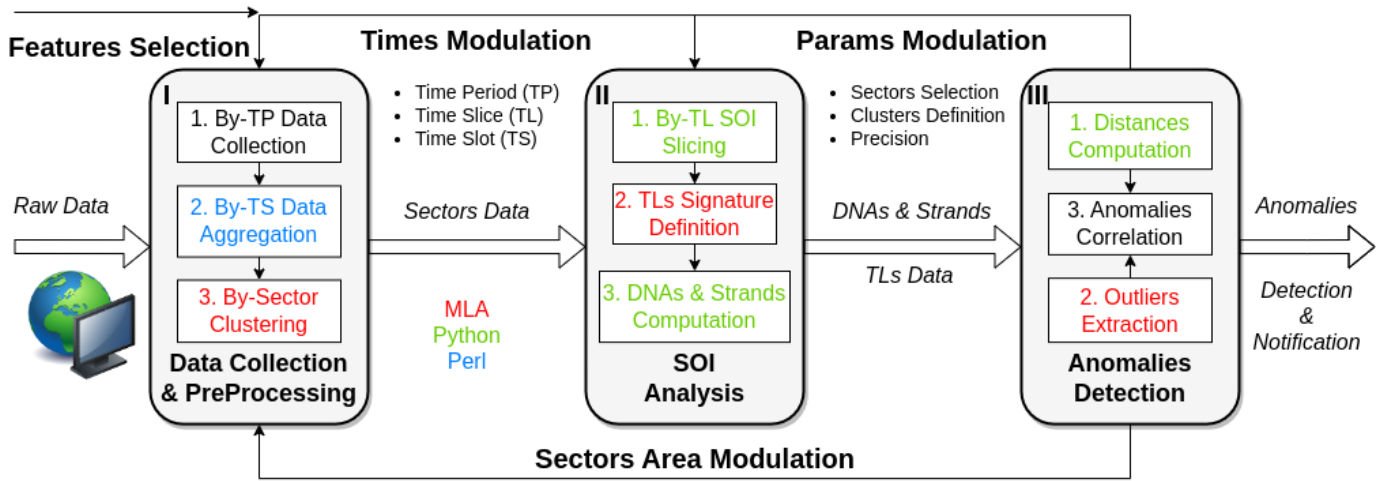 Features Selection
Times Modulation
Params Modulation
Time Period (TP)
Time Slice (TL)
Time Slot (TS)
Sectors Selection
Clusters Definition
Precision
Raw Data
I
1. By-TP Data
Collection
2. By-TS Data
Aggregation
3. By-Sector
Clustering
Data Collection
& PreProcessing
Sectors Data
MLA
Python
Perl
II
1. By-TL SOI
Slicing
2. TLs Signature
Definition
3. DNAs & Strands
Computation
SOI
Analysis
DNAs & Strands
TLs Data
III
1. Distances
Computation
3. Anomalies
Correlation
2. Outliers
Extraction
Anomalies
Detection
Anomalies
Detection
&
Notification
Sectors Area Modulation